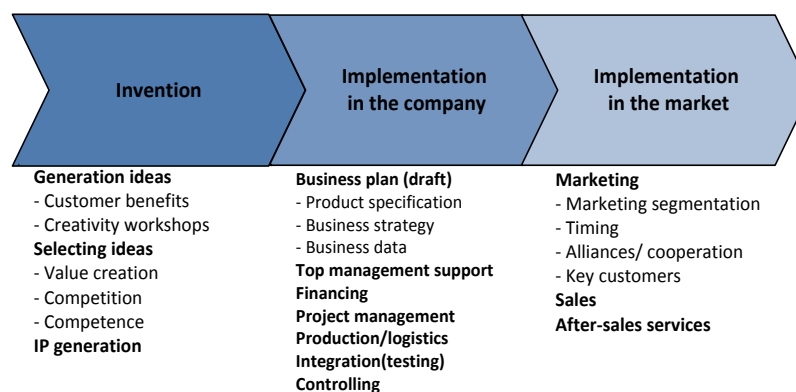 Invention
Implementation
in the company
Implementation
in the market
Generation ideas
- Customer benefits
- Creativity workshops
Selecting ideas
- Value creation
- Competition
- Competence
IP generation
Business plan (draft)
- Product specification
- Business strategy
- Business data
Top management support
Financing
Project management
Production/logistics
Integration(testing)
Controlling
Marketing
- Marketing segmentation
- Timing
- Alliances/ cooperation
- Key customers
Sales
After-sales services